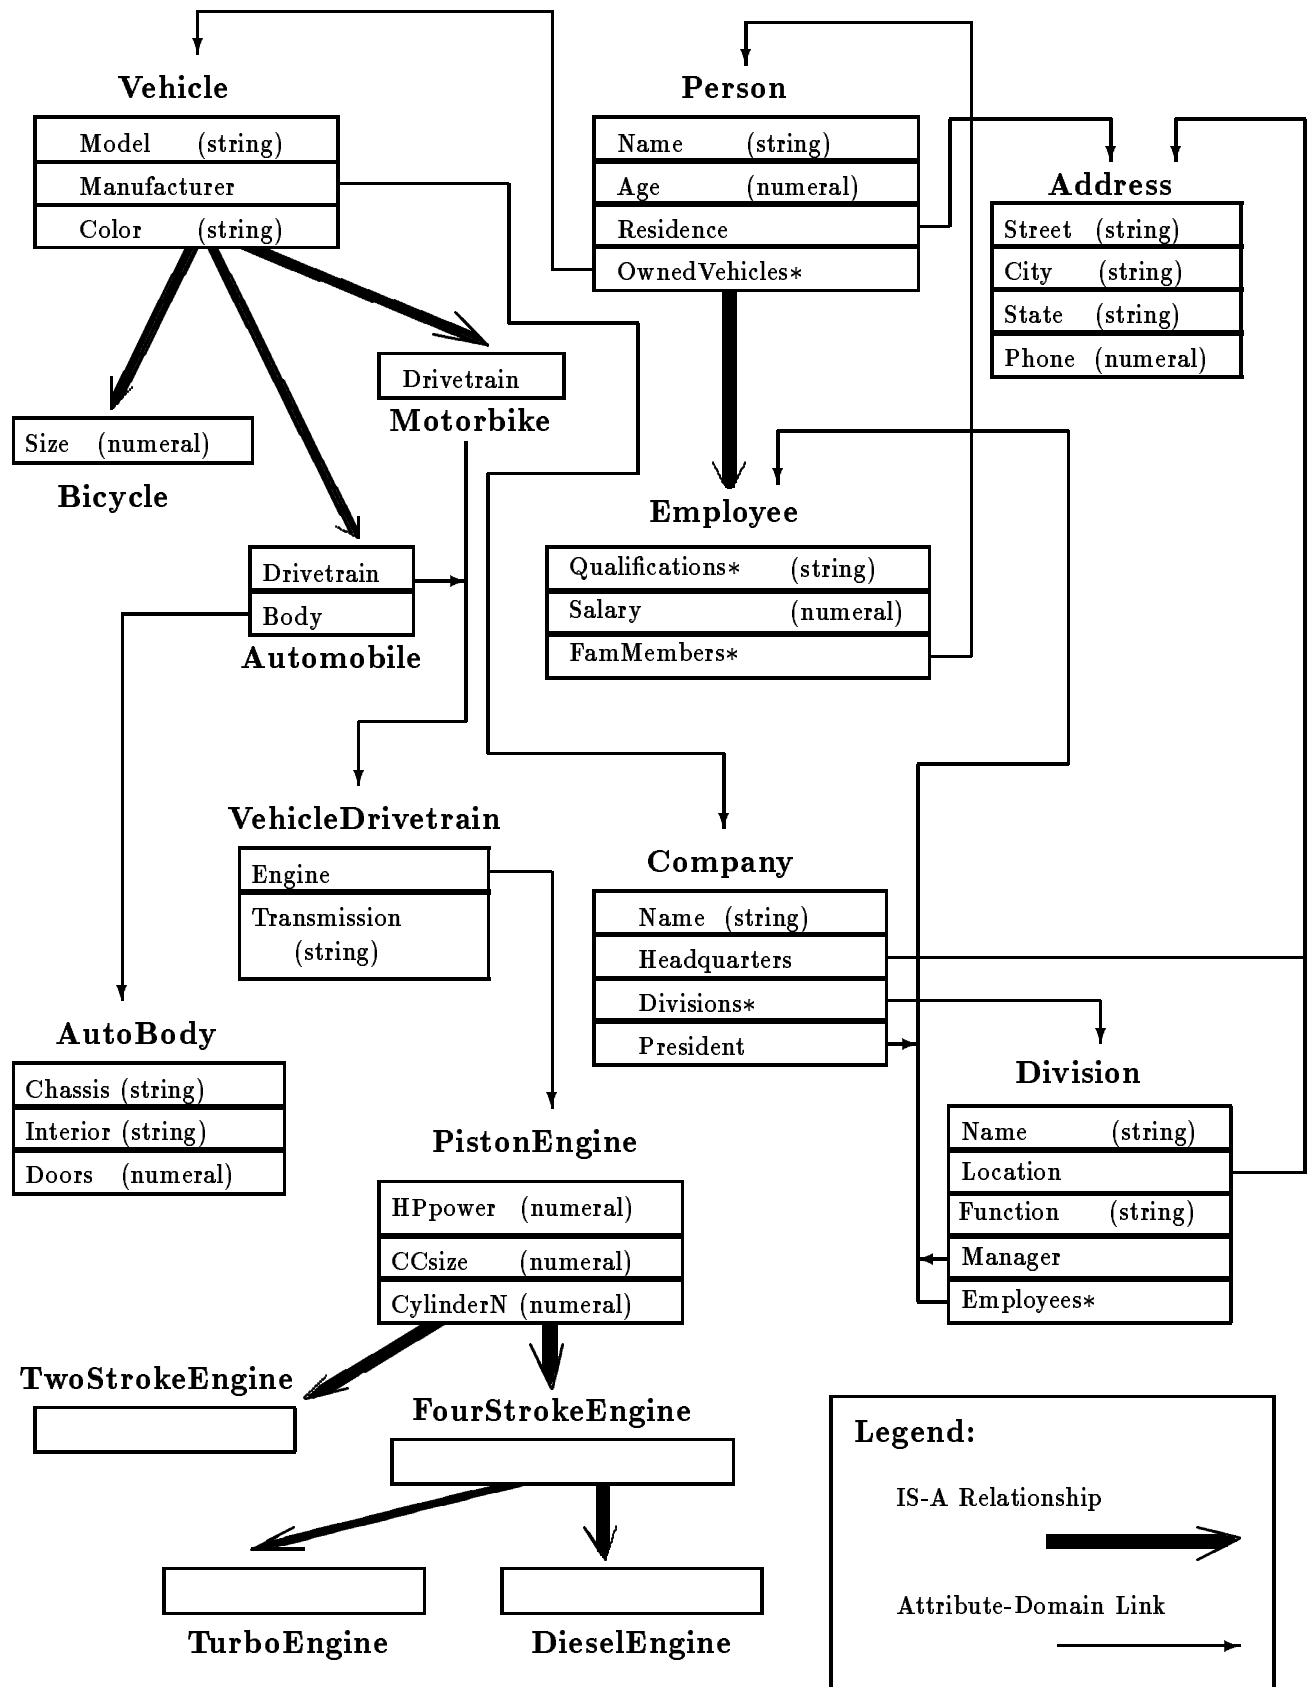 Vehicle
Model (string)
Manufacturer
Color (string)
Person
Name (string)
Age (numeral)
Residence
OwnedVehicles*
Address
Street (string)
City (string)
State (string)
Phone (numeral)
Drivetrain
Motorbike
Size (numeral)
Bicycle
Employee
Qualifications* (string)
Salary (numeral)
FamMembers*
Drivetrain
Body
Automobile
VehicleDrivetrain
Engine
Transmission
(string)
Company
Name (string)
Headquarters
Divisions*
President
AutoBody
Chassis (string)
Interior (string)
Doors (numeral)
Division
Name (string)
Location
Function (string)
Manager
Employees*
PistonEngine
HPpower (numeral)
CCsize (numeral)
CylinderN (numeral)
TwoStrokeEngine
FourStrokeEngine
TurboEngine
DieselEngine
Legend:
IS-A Relationship
Attribute-Domain Link